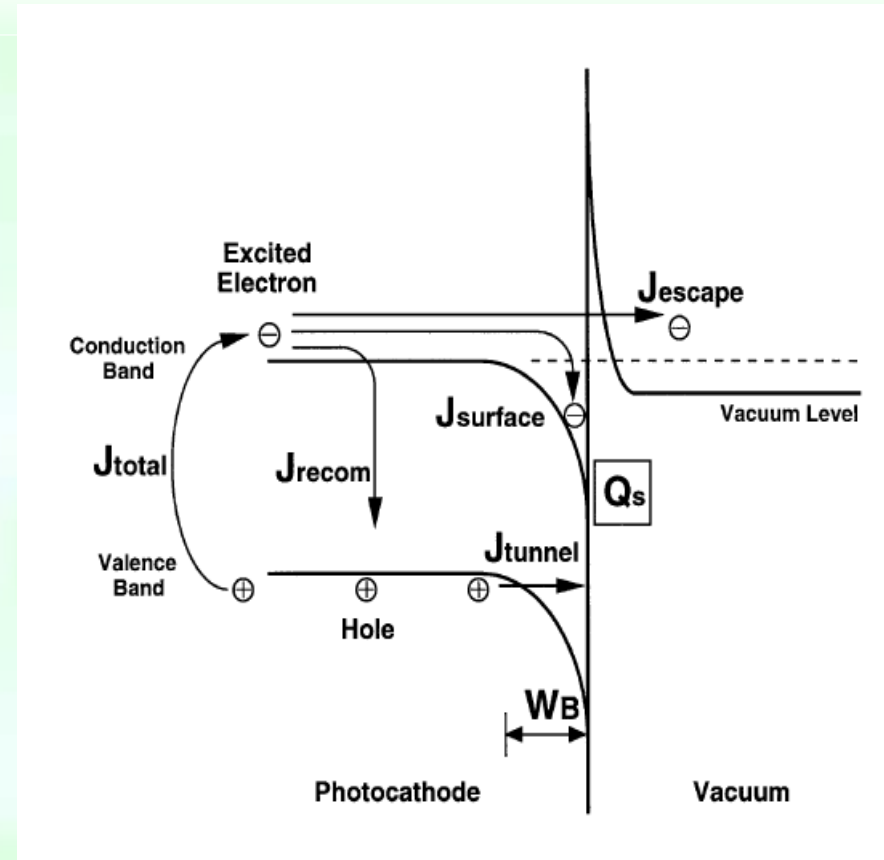 Excited
Electron
Jescape
⊖
⊖
Conduction
Band
Jsurface
⊖
Vacuum Level
Jtotal
Jrecom
Qs
Jtunnel
Valence
Band
⊕
⊕
⊕
Hole
WB
Photocathode
Vacuum